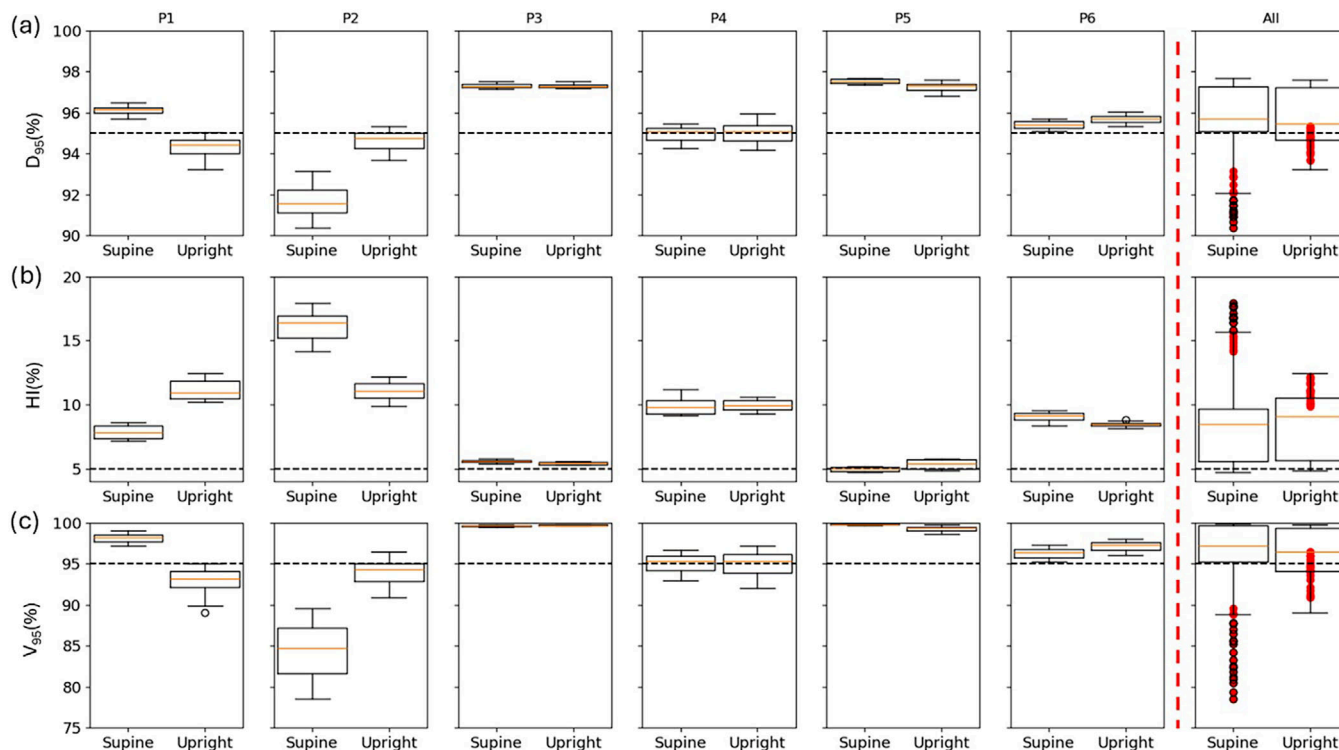 (a) P1 P2 P3 P4 P5 P6 All
D95(%)
100
98
96
94
92
90
Supine Upright Supine Upright Supine Upright Supine Upright Supine Upright Supine Upright Supine Upright
(b)
HI(%)
20
15
10
5
Supine Upright Supine Upright Supine Upright Supine Upright Supine Upright Supine Upright Supine Upright
(c)
V95(%)
100
95
90
85
80
75
Supine Upright Supine Upright Supine Upright Supine Upright Supine Upright Supine Upright Supine Upright